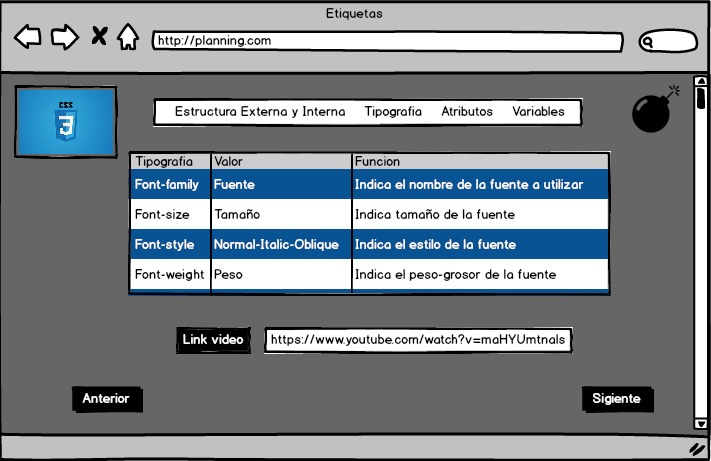 Etiquetas
http://planning.com
CSS
3
Estructura Externa y Interna Tipografia Atributos Variables
Tipografia Valor Funcion
Font-family Fuente Indica el nombre de la fuente a utilizar
Font-size Tamaño Indica tamaño de la fuente
Font-style Normal-Italic-Oblique Indica el estilo de la fuente
Font-weight Peso Indica el peso-grosor de la fuente
Link video https://www.youtube.com/watch?v=maHYUmtnals
Anterior Sigiente